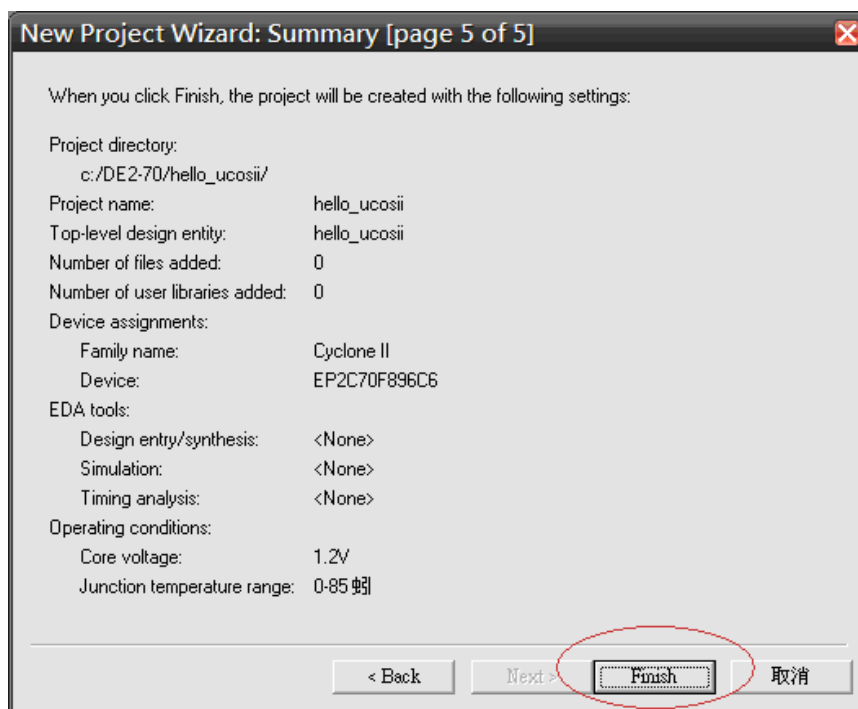 New Project Wizard: Summary [page 5 of 5]
When you click Finish, the project will be created with the following settings:
Project directory:
c:/DE2-70/hello_ucosii/
Project name: hello_ucosii
Top-level design entity: hello_ucosii
Number of files added: 0
Number of user libraries added: 0
Device assignments:
Family name: Cyclone II
Device: EP2C70F896C6
EDA tools:
Design entry/synthesis: <None>
Simulation: <None>
Timing analysis: <None>
Operating conditions:
Core voltage: 1.2V
Junction temperature range: 0-85 蚓
< Back Next > Finish 取消